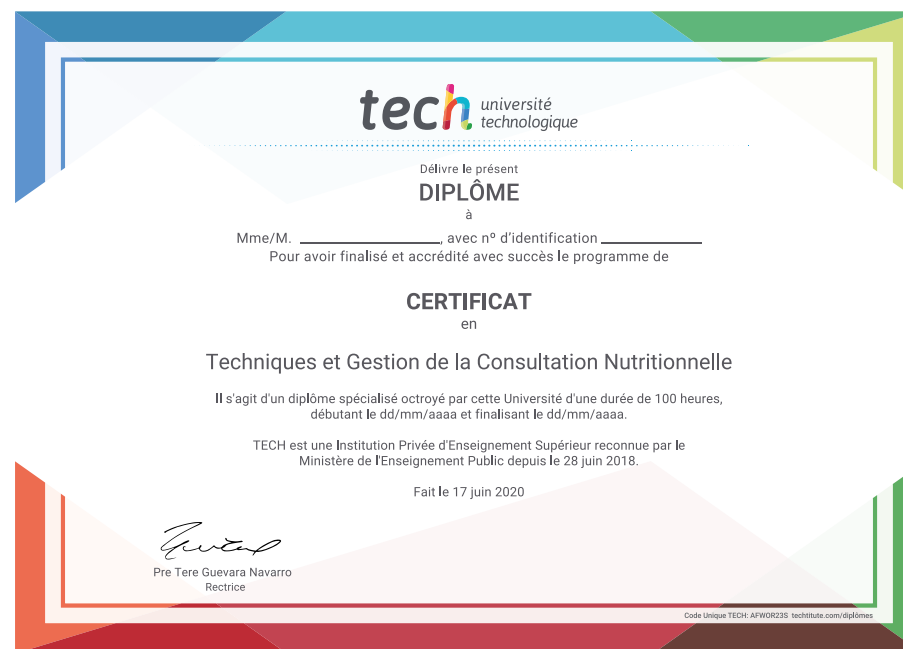 tech université
technologique
Délivre le présent
DIPLÔME
à
Mme/M. ____________________, avec nº d'identification ______________
Pour avoir finalisé et accrédité avec succès le programme de
CERTIFICAT
en
Techniques et Gestion de la Consultation Nutritionnelle
Il s'agit d'un diplôme spécialisé octroyé par cette Université d'une durée de 100 heures,
débutant le dd/mm/aaaa et finalisant le dd/mm/aaaa.
TECH est une Institution Privée d'Enseignement Supérieur reconnue par le
Ministère de l'Enseignement Public depuis le 28 juin 2018.
Fait le 17 juin 2020
Pre Tere Guevara Navarro
Rectrice
Code Unique TECH: AFWOR23S techtitute.com/diplômes